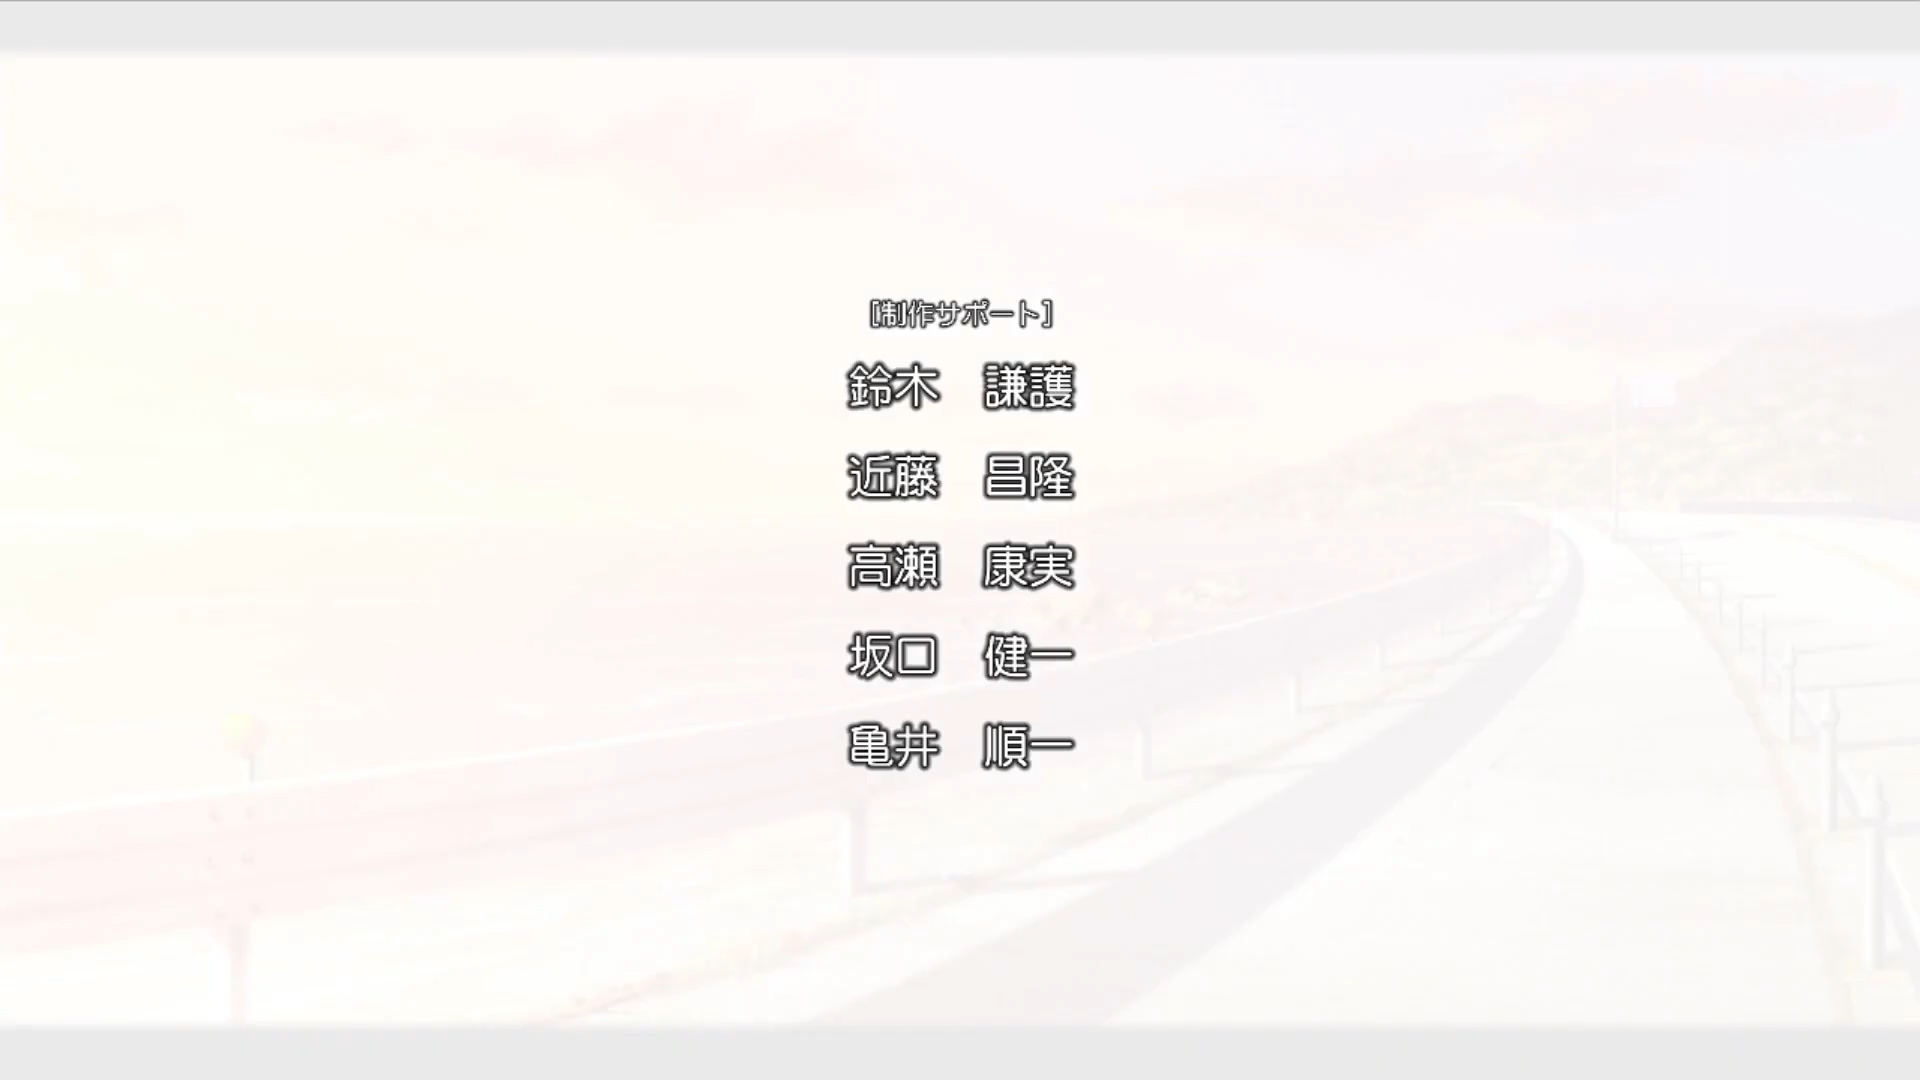 [制作サポート]
鈴木　謙護
近藤　昌隆
高瀬　康実
坂口　健一
亀井　順一